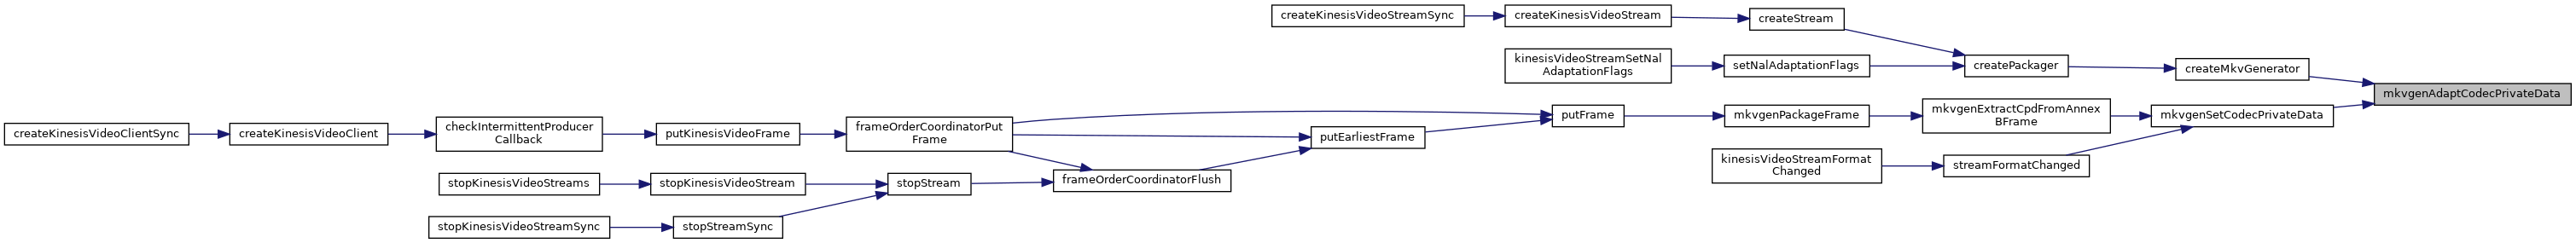 createKinesisVideoStreamSync
createKinesisVideoStream
createStream
kinesisVideoStreamSetNal
AdaptationFlags
setNalAdaptationFlags
createPackager
createMkvGenerator
mkvgenAdaptCodecPrivateData
createKinesisVideoClientSync
createKinesisVideoClient
checkIntermittentProducer
Callback
putKinesisVideoFrame
frameOrderCoordinatorPut
Frame
putEarliestFrame
putFrame
mkvgenPackageFrame
mkvgenExtractCpdFromAnnex
BFrame
mkvgenSetCodecPrivateData
kinesisVideoStreamFormat
Changed
streamFormatChanged
stopKinesisVideoStreams
stopKinesisVideoStream
stopStream
frameOrderCoordinatorFlush
stopKinesisVideoStreamSync
stopStreamSync